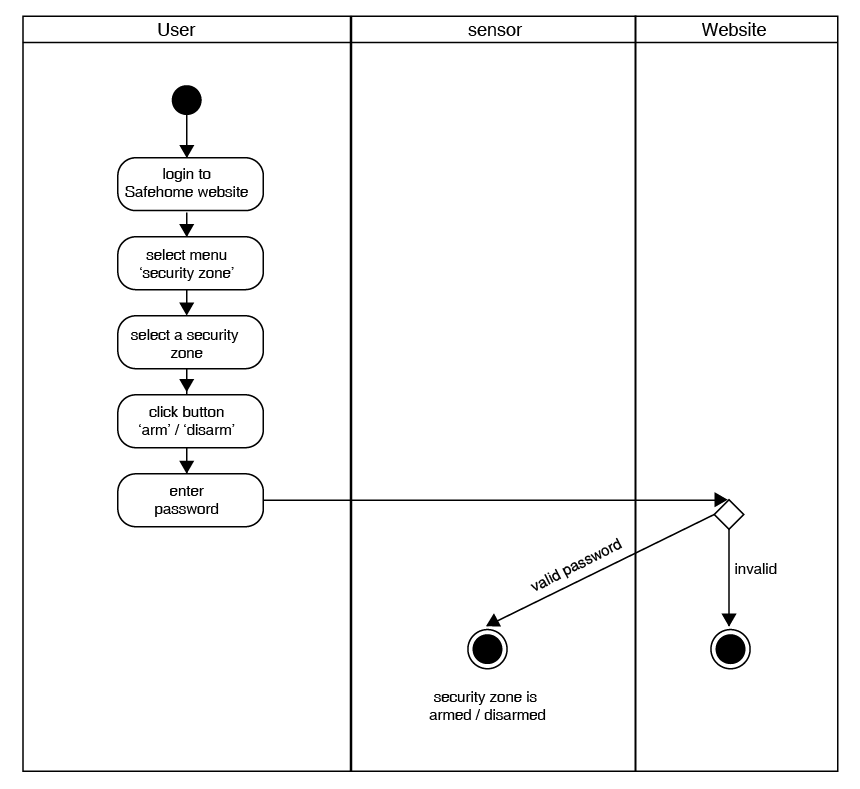 User
sensor
Website
login to
Safehome website
select menu
‘security zone’
select a security
zone
click button
‘arm’ / ‘disarm’
enter
password
valid password
invalid
security zone is
armed / disarmed